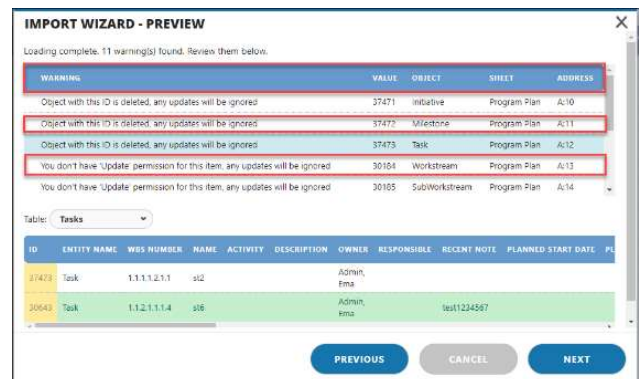 IMPORT WIZARD - PREVIEW
Loading complete. 11 warning(s) found. Review them below.
WARNING VALUE OBJECT SHEET ADDRESS
Object with this ID is deleted, any updates will be ignored 37471 Initiative Program Plan A:10
Object with this ID is deleted, any updates will be ignored 37472 Milestone Program Plan A:11
Object with this ID is deleted, any updates will be ignored 37473 Task Program Plan A:12
You don't have 'Update' permission for this item, any updates will be ignored 30184 Workstream Program Plan A:13
You don't have 'Update' permission for this item, any updates will be ignored 30185 SubWorkstream Program Plan A:14
Table: Tasks
ID ENTITY NAME WBS NUMBER NAME ACTIVITY DESCRIPTION OWNER RESPONSIBLE RECENT NOTE PLANNED START DATE PL
37473 Task 1.1.1.1.2.1.1 st2 Admin, Ema
30643 Task 1.1.2.1.1.1.4 st6 Admin, Ema test1234567
PREVIOUS CANCEL NEXT